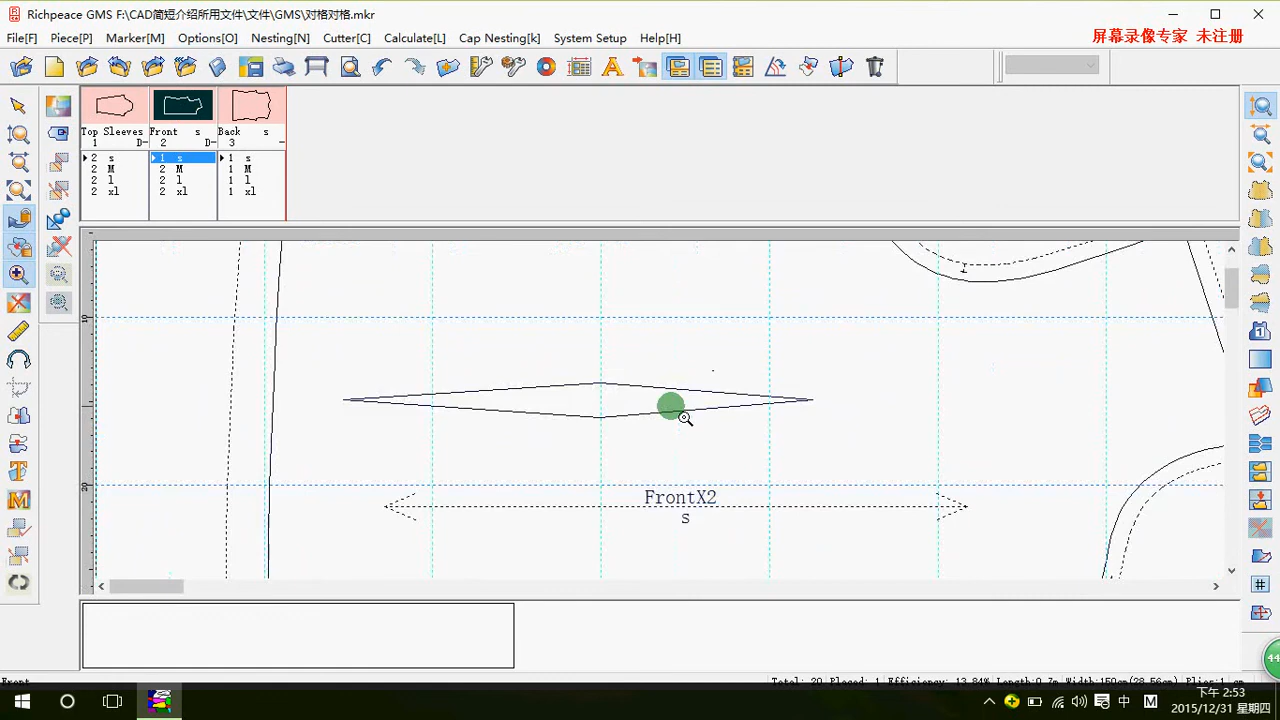 Richpeace GMS F:\CAD简短介绍所用文件\文件\GMS\对格对格.mkr
File[F] Piece[P] Marker[M] Options[O] Nesting[N] Cutter[C] Calculate[L] Cap Nesting[k] System Setup Help[H]
屏幕录像专家 未注册
Top Sleeves Front s Back s
1 D- 2 D- 3 -
2 s 1 s 1 s
2 M 2 M 1 M
2 l 2 l 1 l
2 xl 2 xl 1 xl
10
20
FrontX2
s
Front Total: 20 Placed: 1 Efficiency: 13.84% Length:0.7m Width:150cm(28.56cm) Plies:1 cm
44
中 M
下午 2:53
2015/12/31 星期四